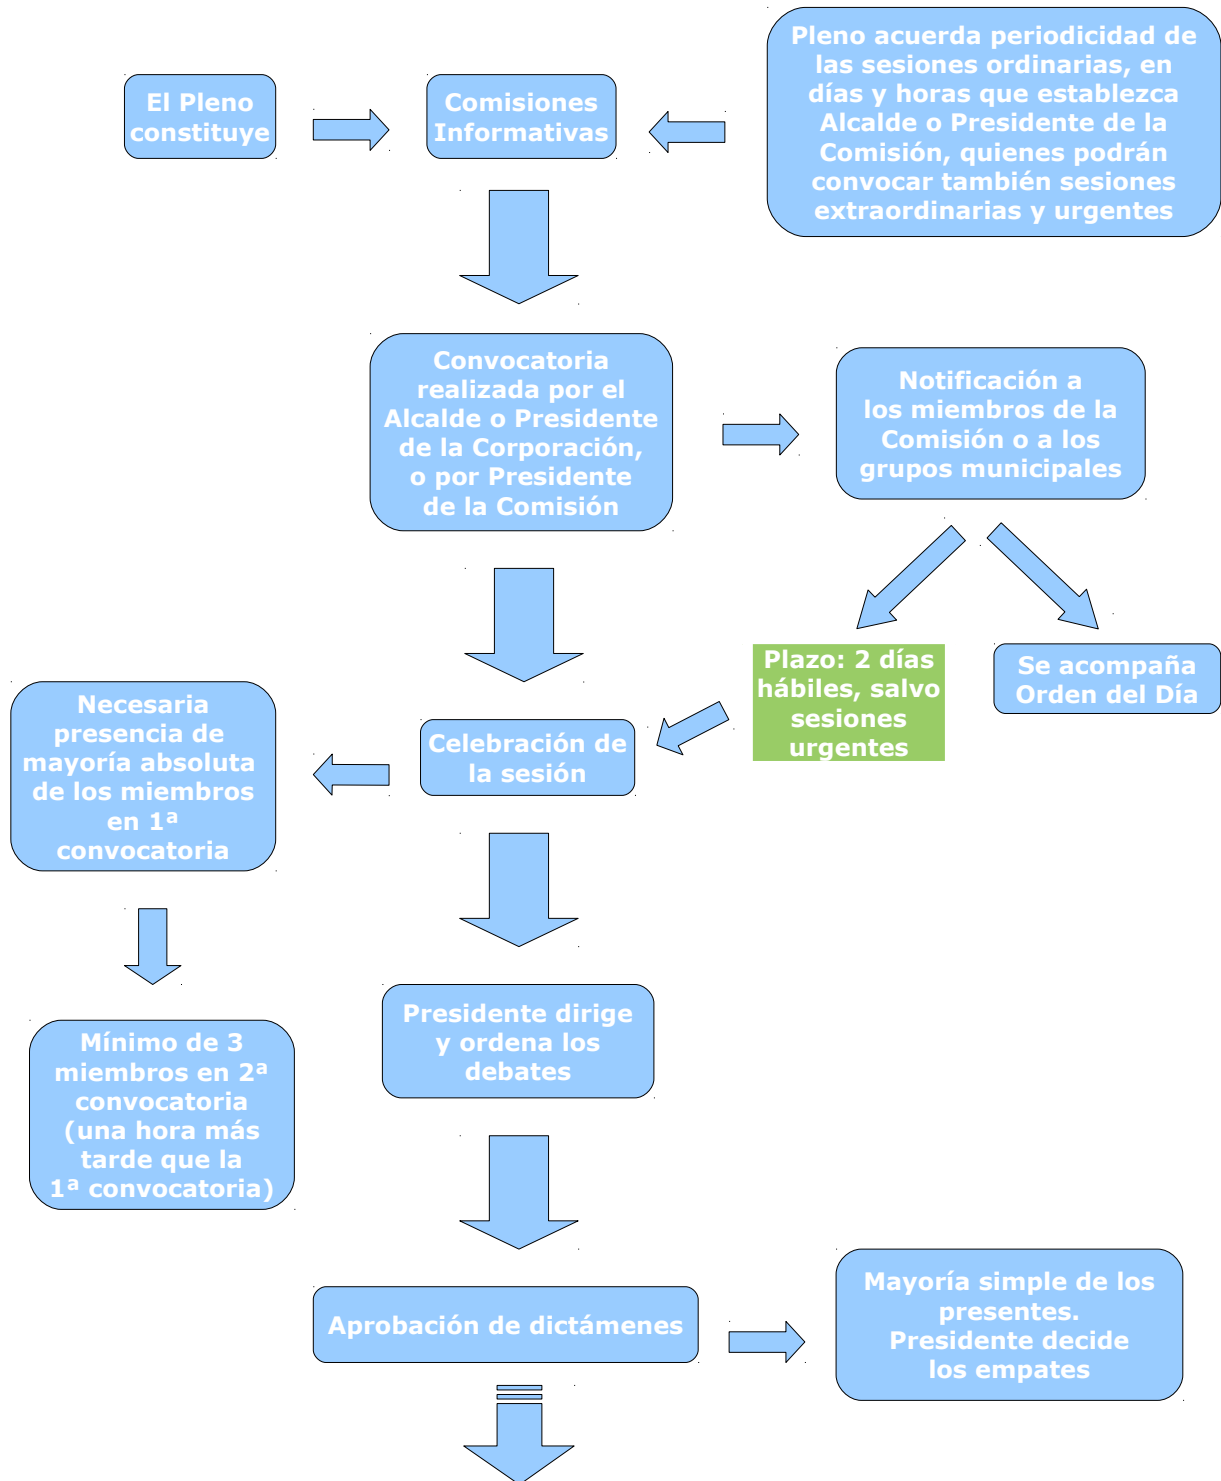 El Pleno
constituye
Comisiones
Informativas
Pleno acuerda periodicidad de
las sesiones ordinarias, en
días y horas que establezca
Alcalde o Presidente de la
Comisión, quienes podrán
convocar también sesiones
extraordinarias y urgentes
Convocatoria
realizada por el
Alcalde o Presidente
de la Corporación,
o por Presidente
de la Comisión
Notificación a
los miembros de la
Comisión o a los
grupos municipales
Plazo: 2 días
hábiles, salvo
sesiones
urgentes
Se acompaña
Orden del Día
Celebración de
la sesión
Necesaria
presencia de
mayoría absoluta
de los miembros
en 1ª
convocatoria
Mínimo de 3
miembros en 2ª
convocatoria
(una hora más
tarde que la
1ª convocatoria)
Presidente dirige
y ordena los
debates
Aprobación de dictámenes
Mayoría simple de los
presentes.
Presidente decide
los empates